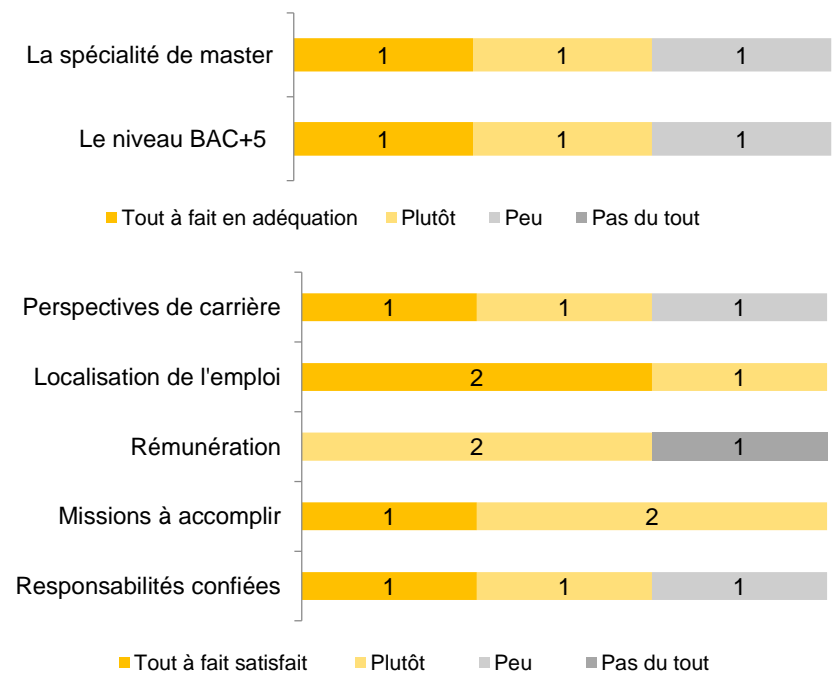 La spécialité de master 1 1 1
Le niveau BAC+5 1 1 1
Tout à fait en adéquation Plutôt Peu Pas du tout
Perspectives de carrière 1 1 1
Localisation de l'emploi 2 1
Rémunération 2 1
Missions à accomplir 1 2
Responsabilités confiées 1 1 1
Tout à fait satisfait Plutôt Peu Pas du tout